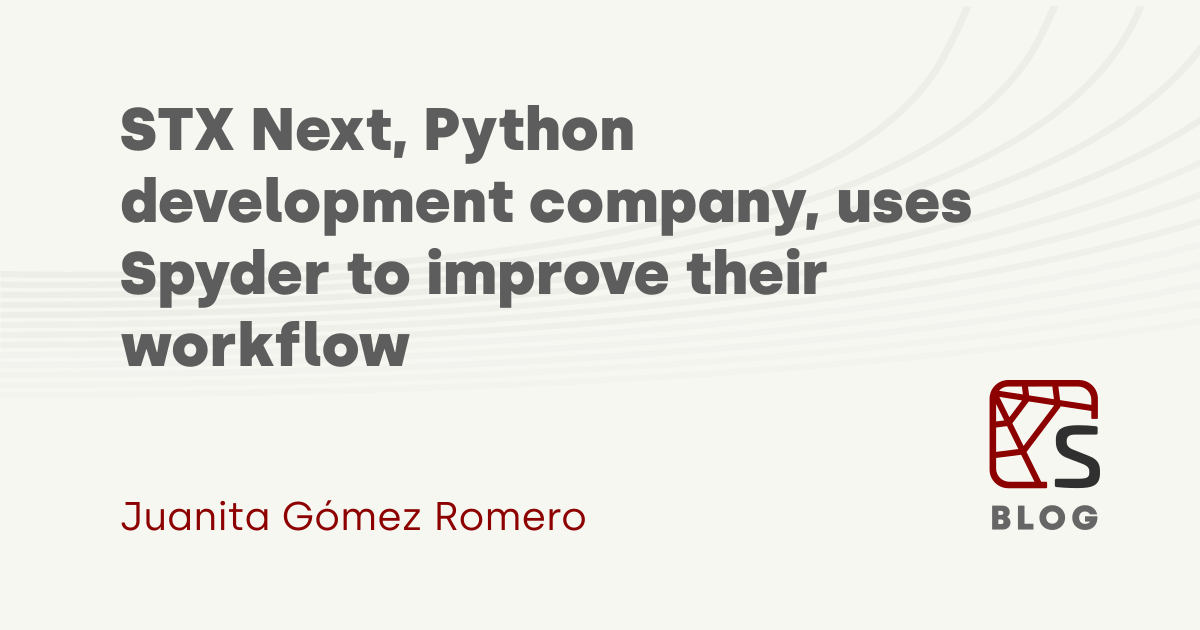 STX Next, Python
development company, uses
Spyder to improve their
workflow
Juanita Gómez Romero
S
BLOG